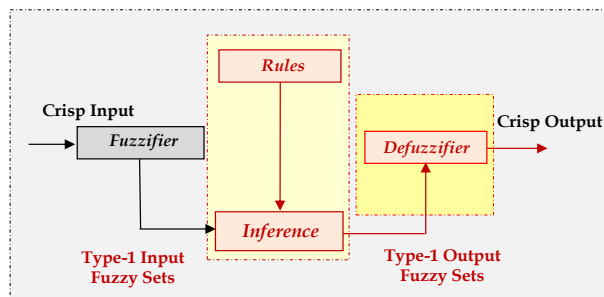 Rules
Crisp Input
Fuzzifier
Crisp Output
Defuzzifier
Inference
Type-1 Input
Fuzzy Sets
Type-1 Output
Fuzzy Sets